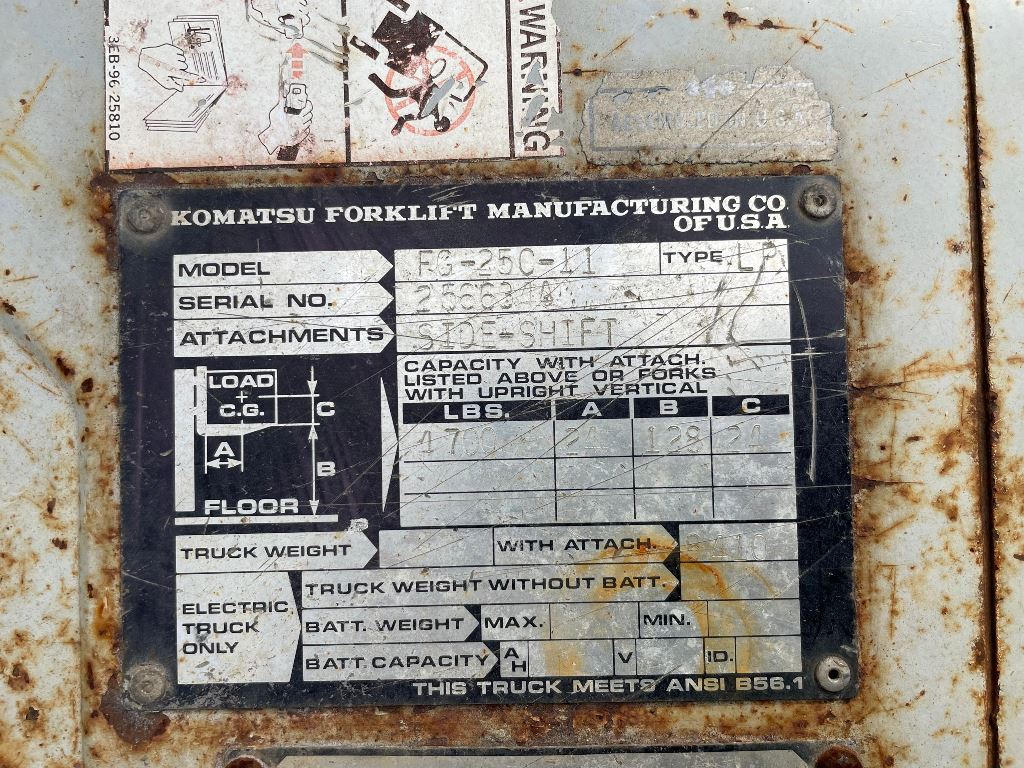 WARNING
3EB-96-25810
KOMATSU FORKLIFT MANUFACTURING CO.
OF U.S.A.
MODEL FG-25C-11 TYPE LP
SERIAL NO.
ATTACHMENTS SIDE-SHIFT
CAPACITY WITH ATTACH.
LISTED ABOVE OR FORKS
WITH UPRIGHT VERTICAL
LOAD
C.G.
C
A
B
FLOOR
LBS. A B C
4700 24 128 24
TRUCK WEIGHT WITH ATTACH.
ELECTRIC
TRUCK
ONLY
TRUCK WEIGHT WITHOUT BATT.
BATT. WEIGHT MAX. MIN.
BATT. CAPACITY AH V ID.
THIS TRUCK MEETS ANSI B56.1